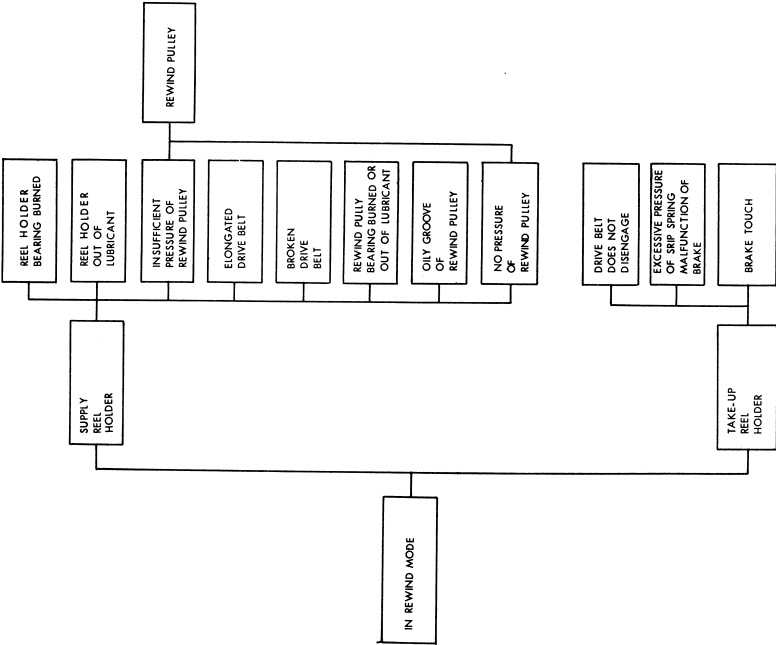 IN REWIND MODE
TAKE-UP
REEL
HOLDER
SUPPLY
REEL
HOLDER
BRAKE TOUCH
EXCESSIVE PRESSURE
OF SRIP SPRING
MALFUNCTION OF
BRAKE
DRIVE BELT
DOES NOT
DISENGAGE
NO PRESSURE
OF
REWIND PULLEY
OILY GROOVE
OF
REWIND PULLEY
REWIND PULLY
BEARING BURNED OR
OUT OF LUBRICANT
BROKEN
DRIVE
BELT
ELONGATED
DRIVE BELT
INSUFFICIENT
PRESSURE OF
REWIND PULLEY
REEL HOLDER
OUT OF
LUBRICANT
REEL HOLDER
BEARING BURNED
REWIND PULLEY